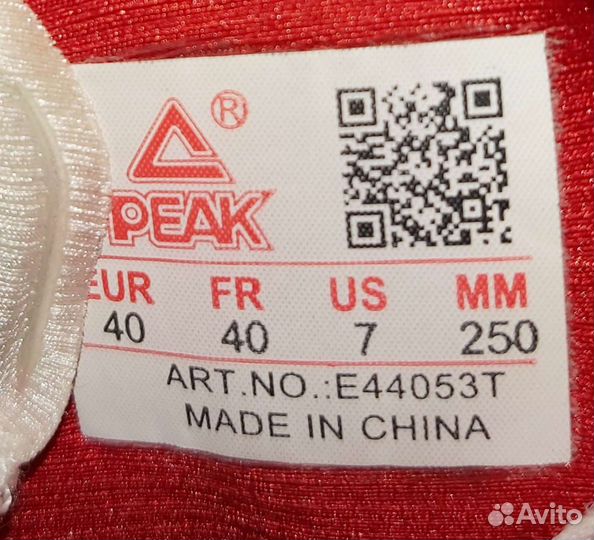 ®
PEAK
EUR FR US MM
40 40 7 250
ART.NO.:E44053T
MADE IN CHINA
Avito